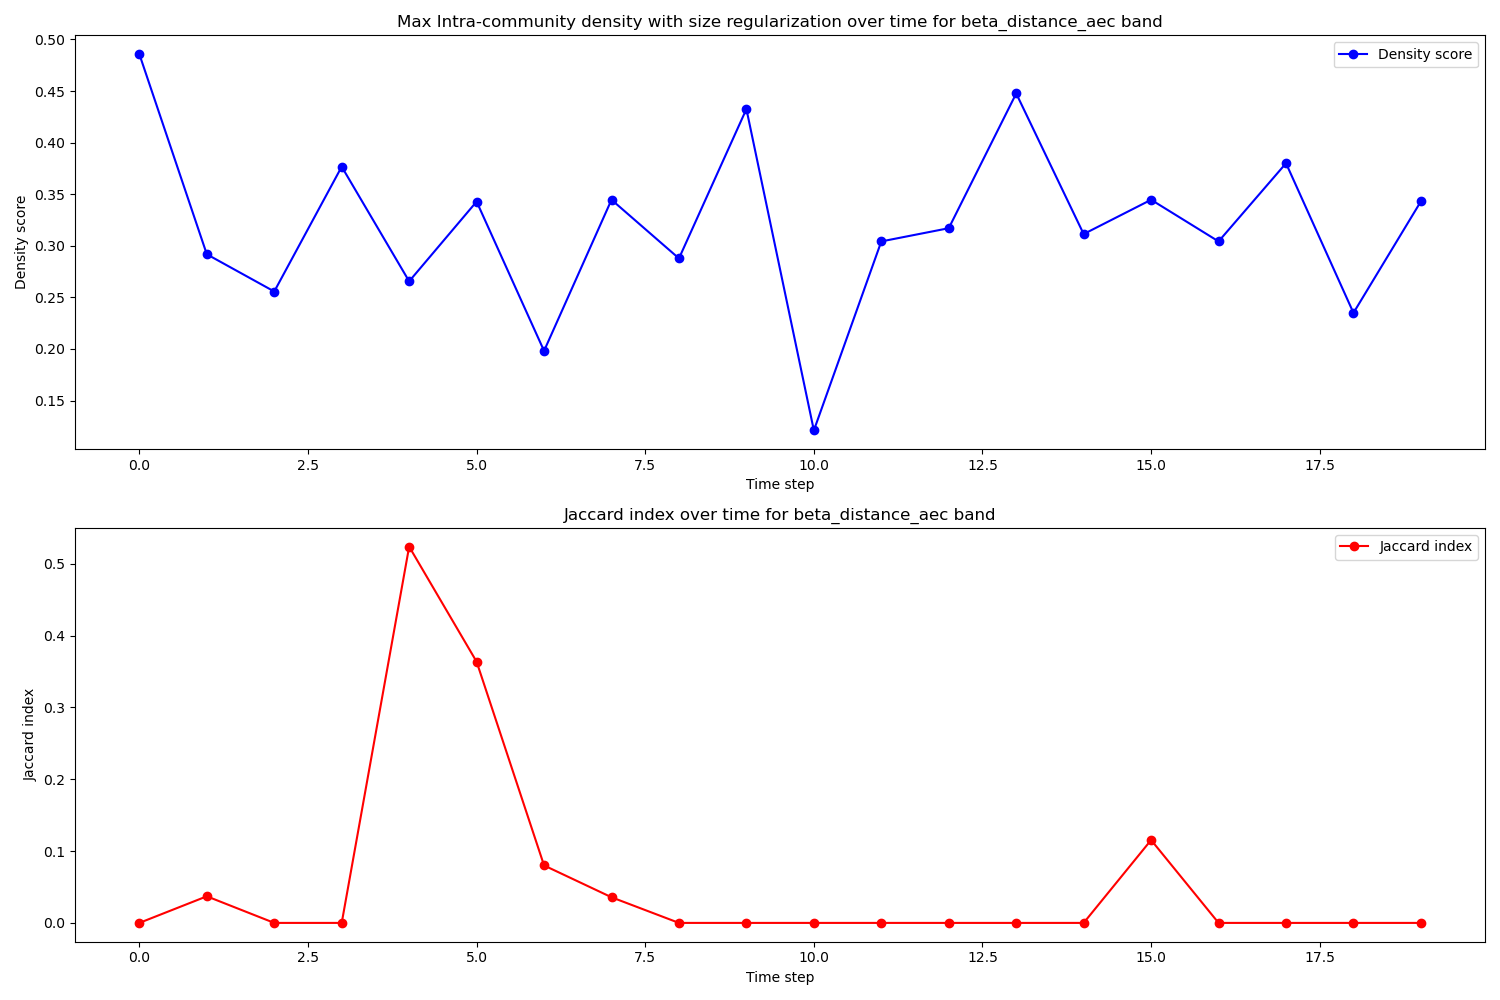 Max Intra-community density with size regularization over time for beta_distance_aec band
Density score
0.50
0.45
0.40
0.35
0.30
0.25
0.20
0.15
Density score
0.0 2.5 5.0 7.5 10.0 12.5 15.0 17.5
Time step
Jaccard index over time for beta_distance_aec band
Jaccard index
0.5
0.4
0.3
0.2
0.1
0.0
Jaccard index
0.0 2.5 5.0 7.5 10.0 12.5 15.0 17.5
Time step